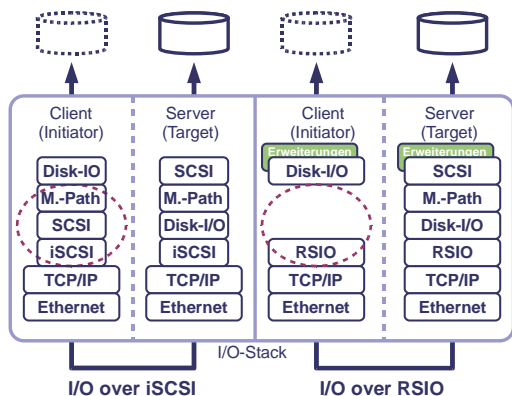 Client
(Initiator)
Disk-IO
M.-Path
SCSI
iSCSI
TCP/IP
Ethernet
Server
(Target)
SCSI
M.-Path
Disk-I/O
iSCSI
TCP/IP
Ethernet
Client
(Initiator)
Erweiterungen
Disk-I/O
RSIO
TCP/IP
Ethernet
Server
(Target)
Erweiterungen
SCSI
M.-Path
Disk-I/O
RSIO
TCP/IP
Ethernet
I/O-Stack
I/O over iSCSI
I/O over RSIO